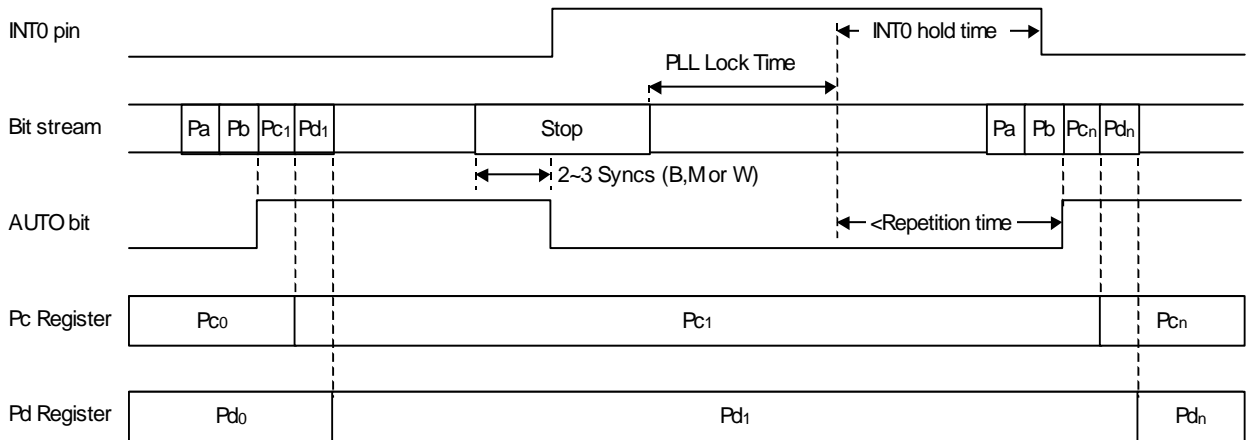 INT0 pin
INT0 hold time
PLL Lock Time
Bit stream Pa Pb Pc1 Pd1 Stop Pa Pb Pcn Pdn
2~3 Syncs (B,M or W)
AUTO bit
<Repetition time
Pc Register Pc0 Pc1 Pcn
Pd Register Pd0 Pd1 Pdn